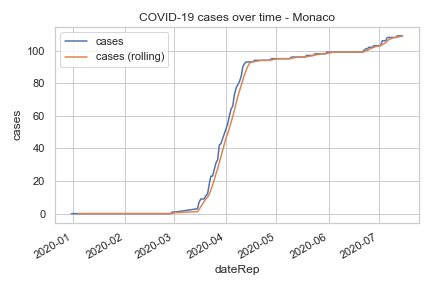 COVID-19 cases over time - Monaco
cases
cases (rolling)
100
80
60
40
20
0
cases
2020-01
2020-02
2020-03
2020-04
2020-05
2020-06
2020-07
dateRep